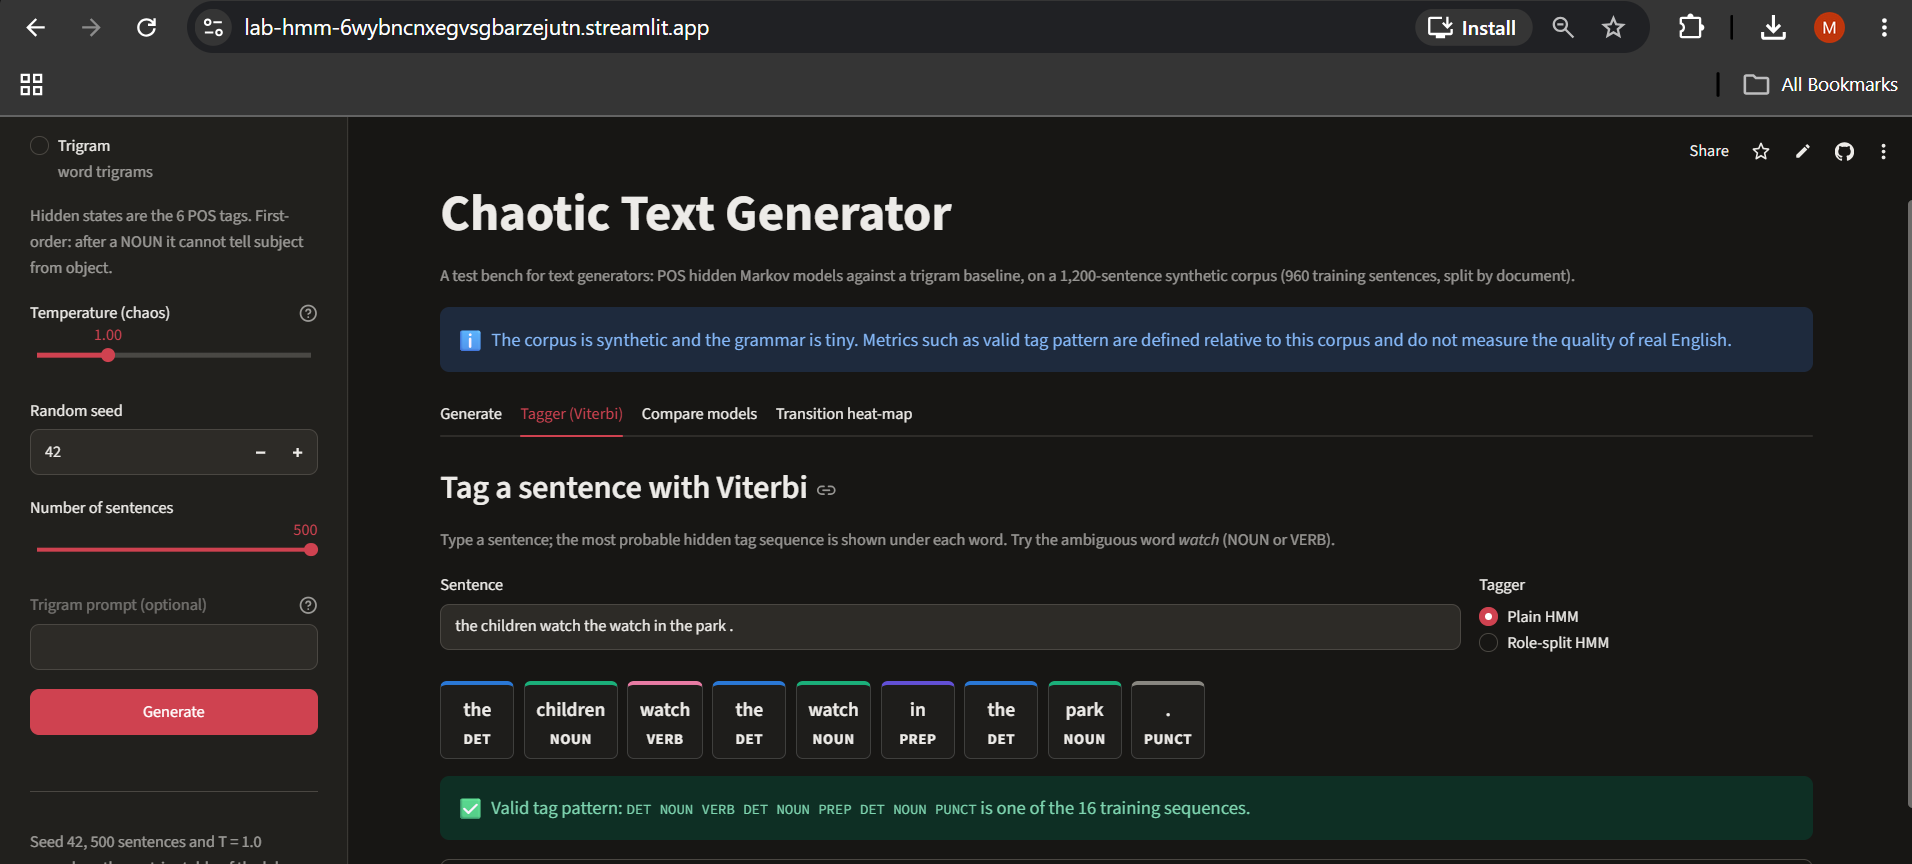 lab-hmm-6wybncnxegvsgbarzejutn.streamlit.app
Install
M
All Bookmarks
Trigram
word trigrams
Hidden states are the 6 POS tags. First-
order: after a NOUN it cannot tell subject
from object.
Temperature (chaos)
1.00
Random seed
42
Number of sentences
500
Trigram prompt (optional)
Generate
Seed 42, 500 sentences and T = 1.0
Share
Chaotic Text Generator
A test bench for text generators: POS hidden Markov models against a trigram baseline, on a 1,200-sentence synthetic corpus (960 training sentences, split by document).
The corpus is synthetic and the grammar is tiny. Metrics such as valid tag pattern are defined relative to this corpus and do not measure the quality of real English.
Generate Tagger (Viterbi) Compare models Transition heat-map
Tag a sentence with Viterbi
Type a sentence; the most probable hidden tag sequence is shown under each word. Try the ambiguous word watch (NOUN or VERB).
Sentence
the children watch the watch in the park .
Tagger
Plain HMM
Role-split HMM
the children watch the watch in the park .
DET NOUN VERB DET NOUN PREP DET NOUN PUNCT
Valid tag pattern: DET NOUN VERB DET NOUN PREP DET NOUN PUNCT is one of the 16 training sequences.